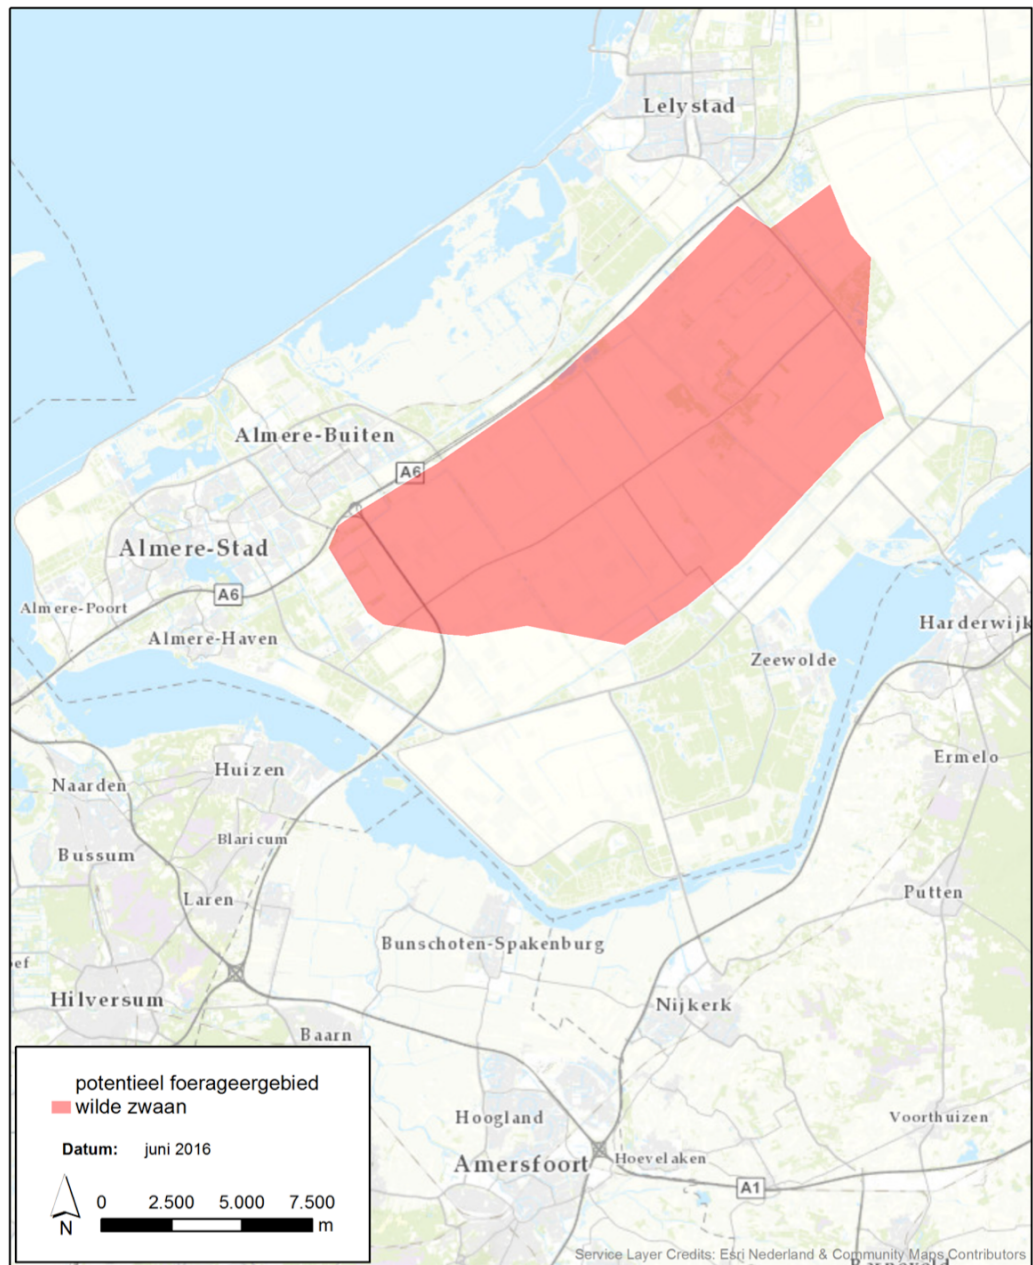 Lelystad
Almere-Buiten
A6
Almere-Stad
A6
Almere-Poort
Almere-Haven
Harderwijk
Zeewolde
Ermelo
Huizen
Naarden
Blaricum
Bussum
Laren
Putten
Bunschoten-Spakenburg
ef
Hilversum
Nijkerk
Baarn
potentieel foerageergebied
wilde zwaan
Datum: juni 2016
0 2.500 5.000 7.500
m
N
Hoogland
Voorthuizen
Amersfoort
Hoevelaken
A1
Service Layer Credits: Esri Nederland & Community Maps Contributors
Barneveld